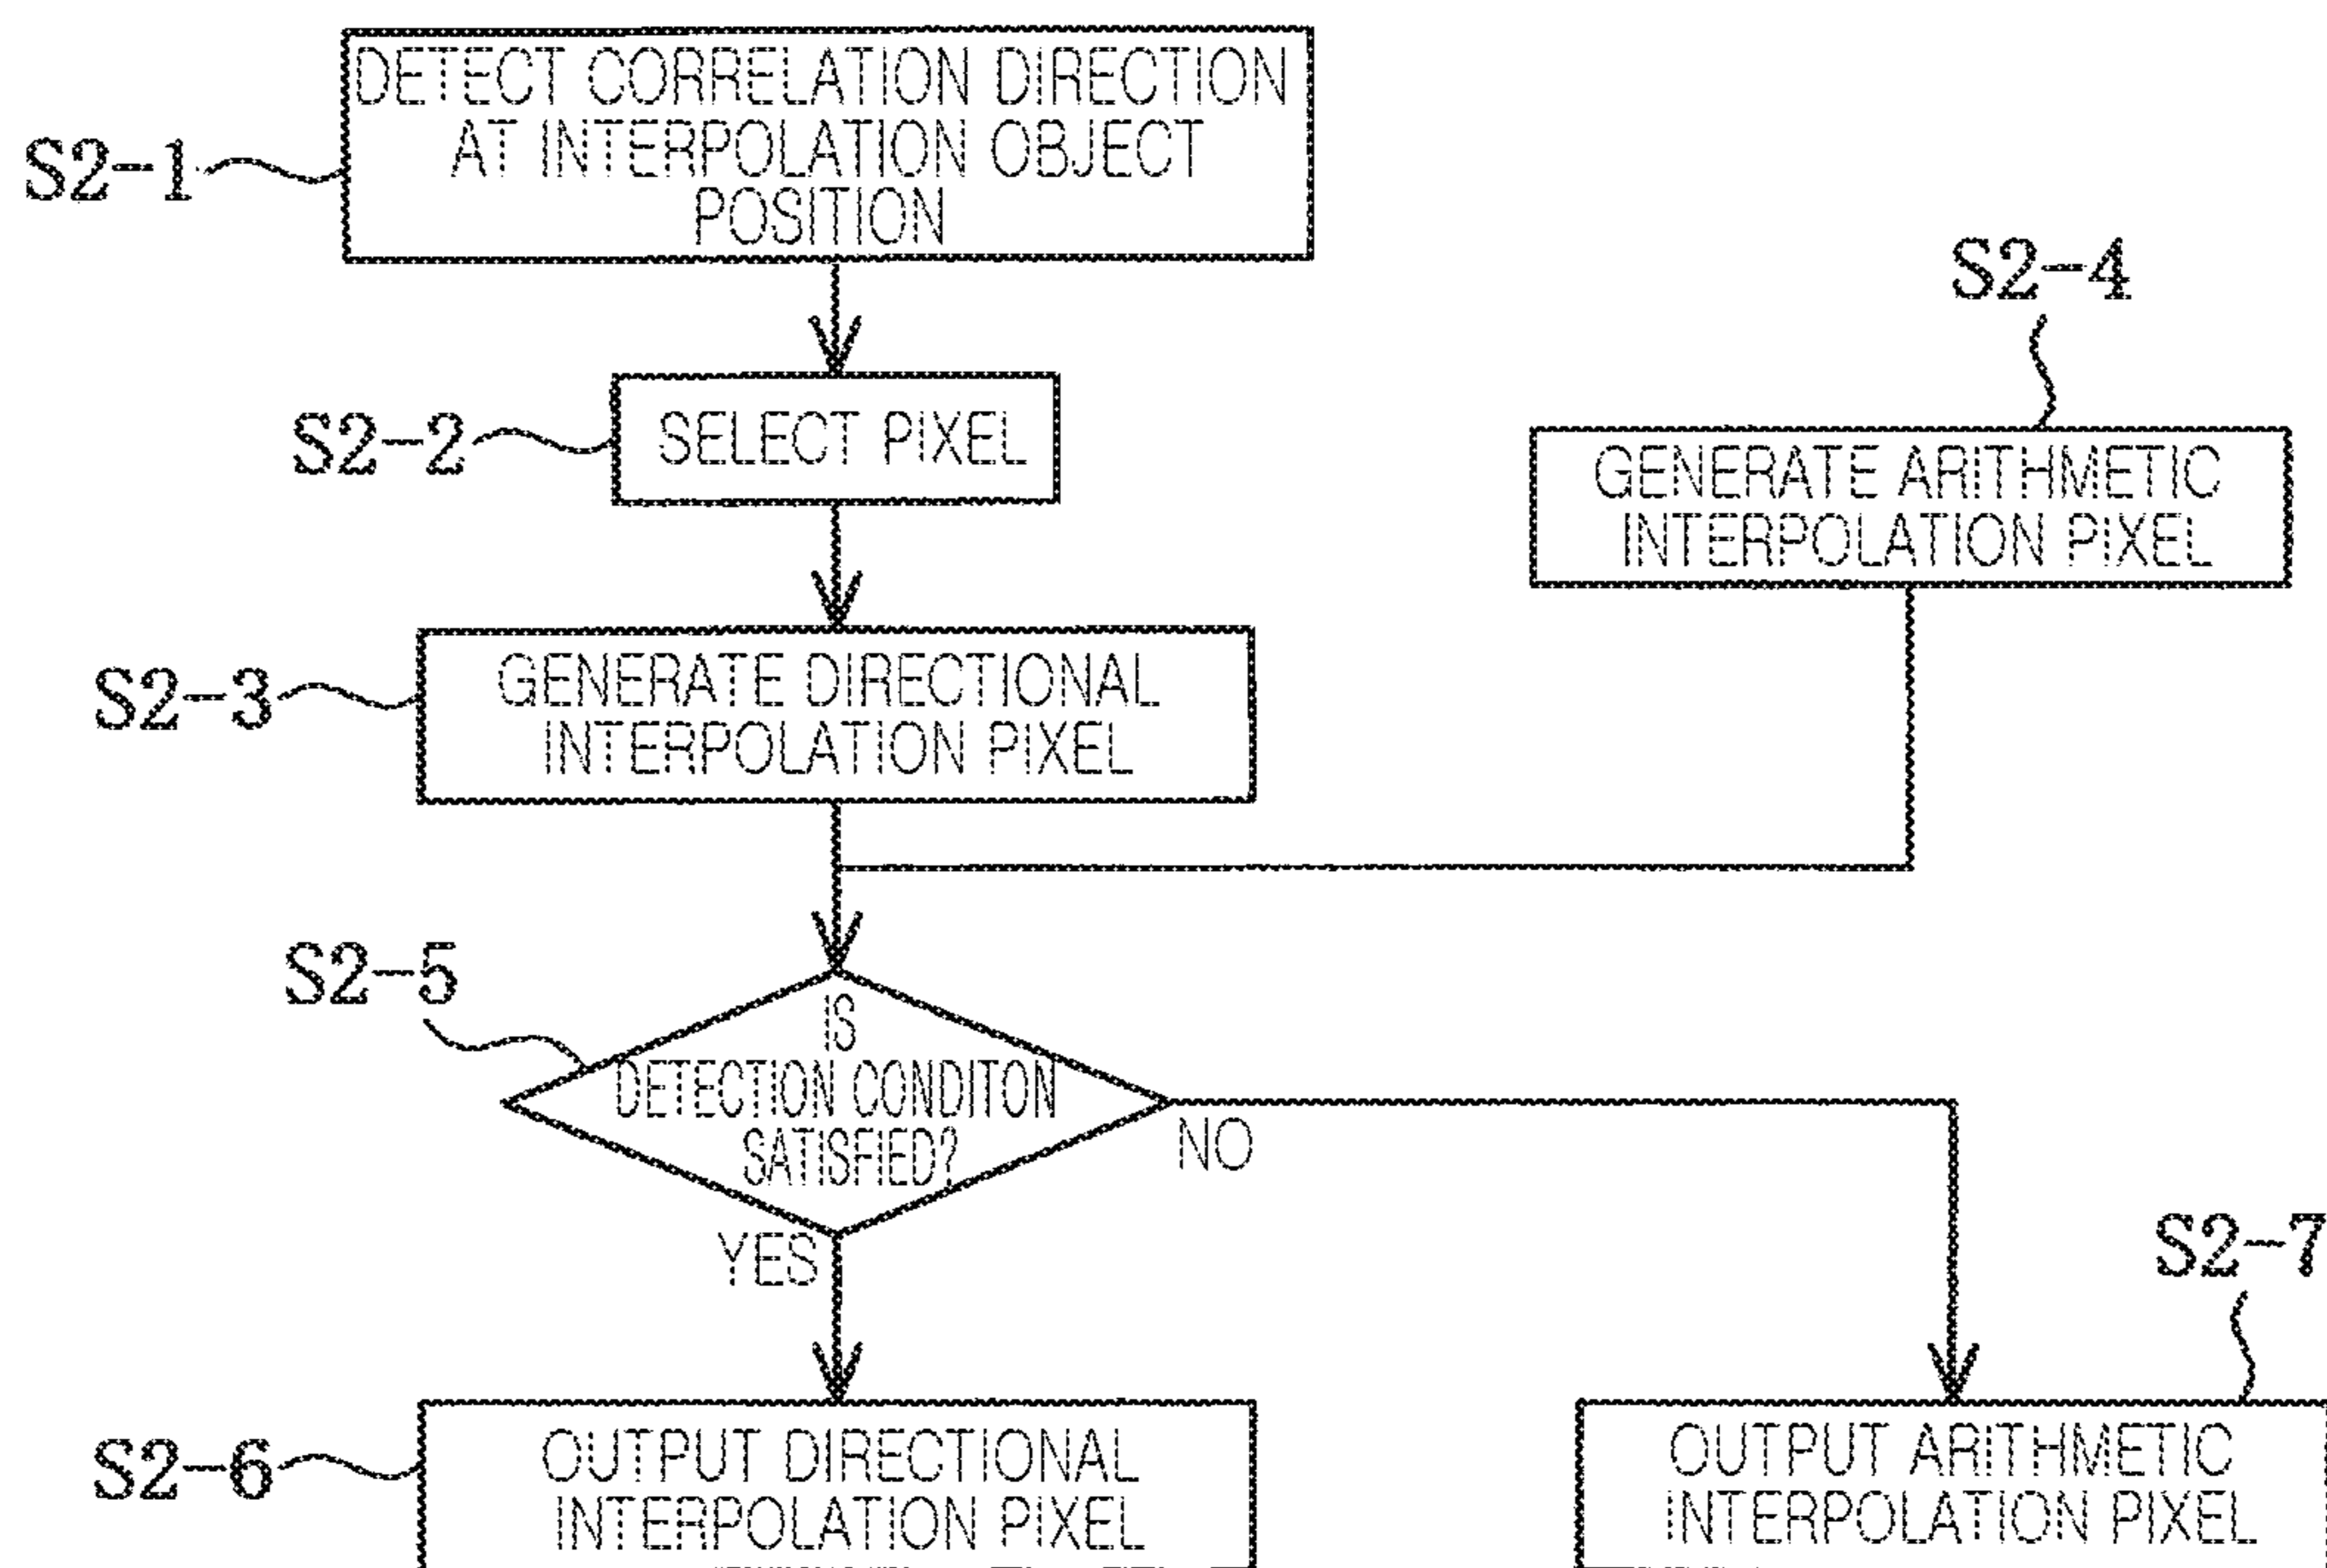 S2-1
DETECT CORRELATION DIRECTION
AT INTERPOLATION OBJECT
POSITION
S2-2
SELECT PIXEL
S2-4
GENERATE ARITHMETIC
INTERPOLATION PIXEL
S2-3
GENERATE DIRECTIONAL
INTERPOLATION PIXEL
S2-5
IS
DETECTION CONDITON
SATISFIED?
NO
YES
S2-6
OUTPUT DIRECTIONAL
INTERPOLATION PIXEL
S2-7
OUTPUT ARITHMETIC
INTERPOLATION PIXEL